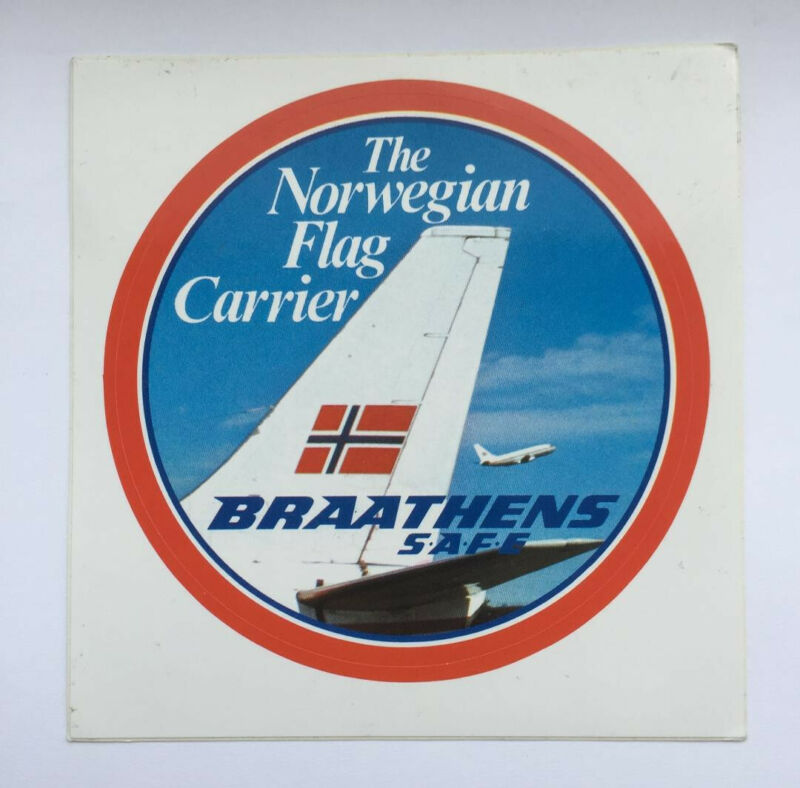 The
Norwegian
Flag
Carrier
BRAATHENS
S·A·F·E